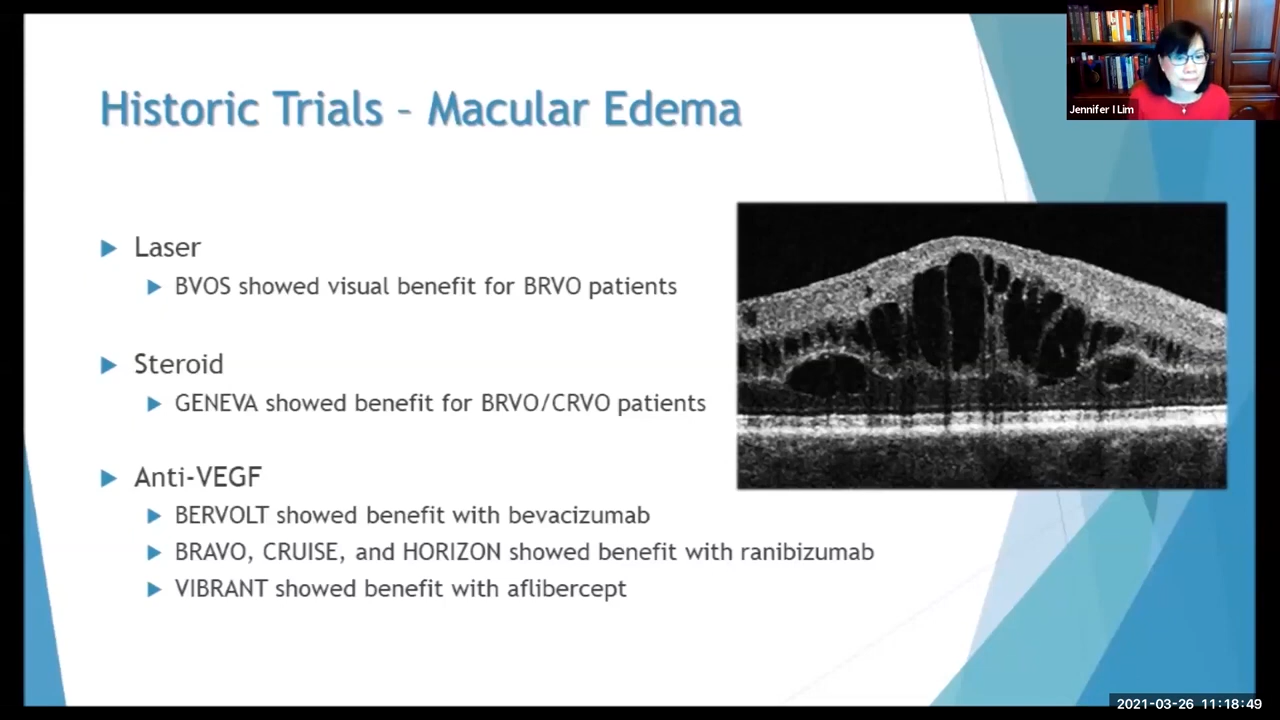 Historic Trials – Macular Edema
Jennifer I Lim
Laser
BVOS showed visual benefit for BRVO patients
Steroid
GENEVA showed benefit for BRVO/CRVO patients
Anti-VEGF
BERVOLT showed benefit with bevacizumab
BRAVO, CRUISE, and HORIZON showed benefit with ranibizumab
VIBRANT showed benefit with aflibercept
2021-03-26 11:18:49